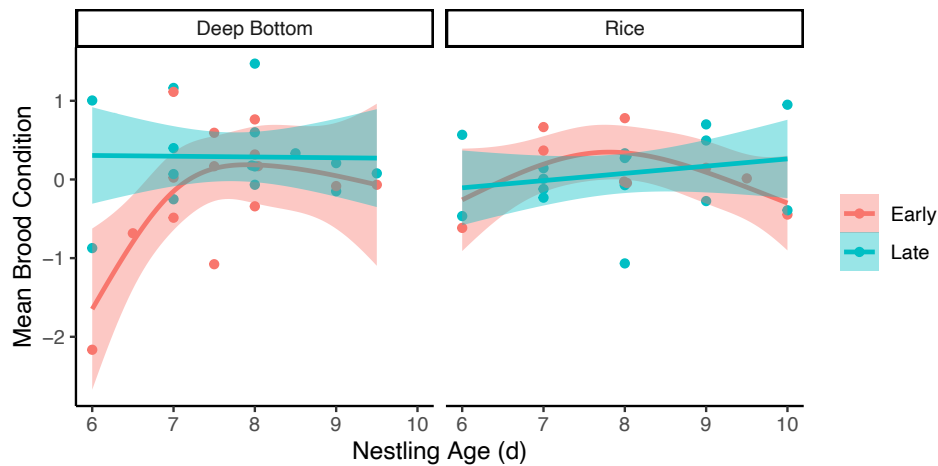 Deep Bottom
Rice
Mean Brood Condition
1
0
−1
−2
6 7 8 9 10
6 7 8 9 10
Nestling Age (d)
Early
Late